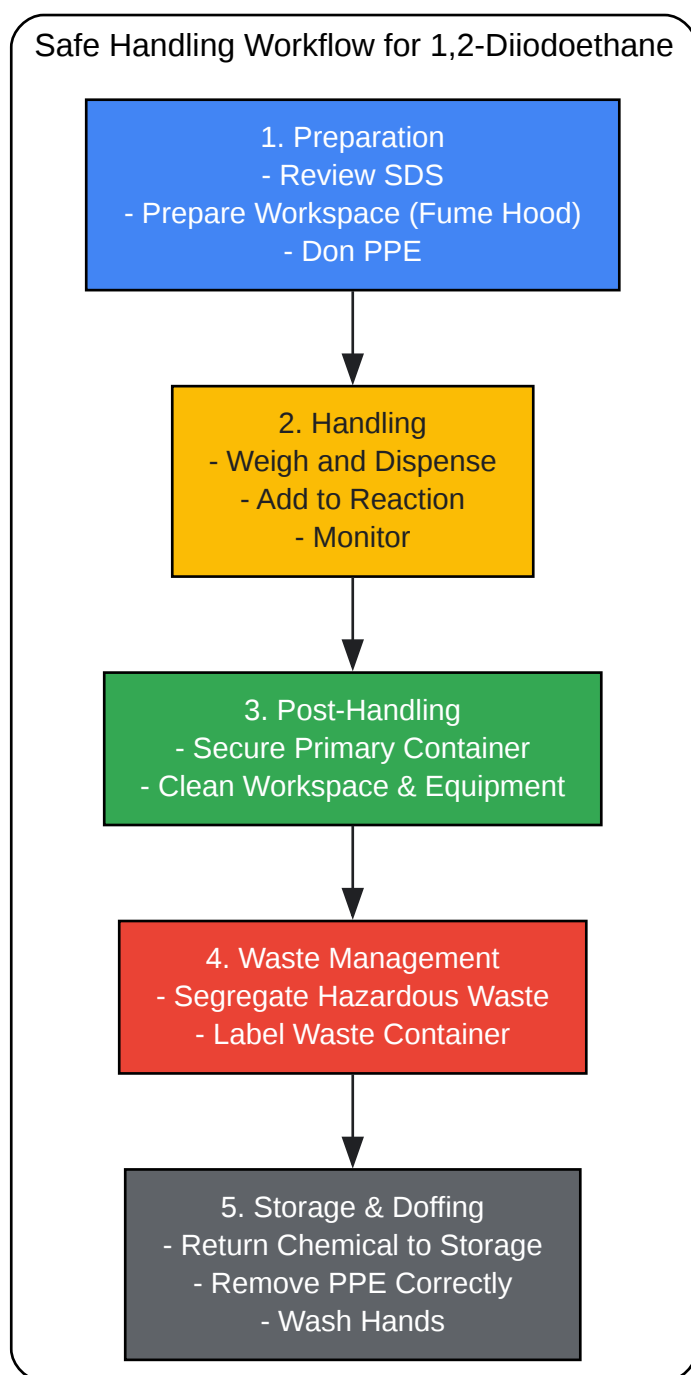 Safe Handling Workflow for 1,2-Diiodoethane
1. Preparation
- Review SDS
- Prepare Workspace (Fume Hood)
- Don PPE
2. Handling
- Weigh and Dispense
- Add to Reaction
- Monitor
3. Post-Handling
- Secure Primary Container
- Clean Workspace & Equipment
4. Waste Management
- Segregate Hazardous Waste
- Label Waste Container
5. Storage & Doffing
- Return Chemical to Storage
- Remove PPE Correctly
- Wash Hands